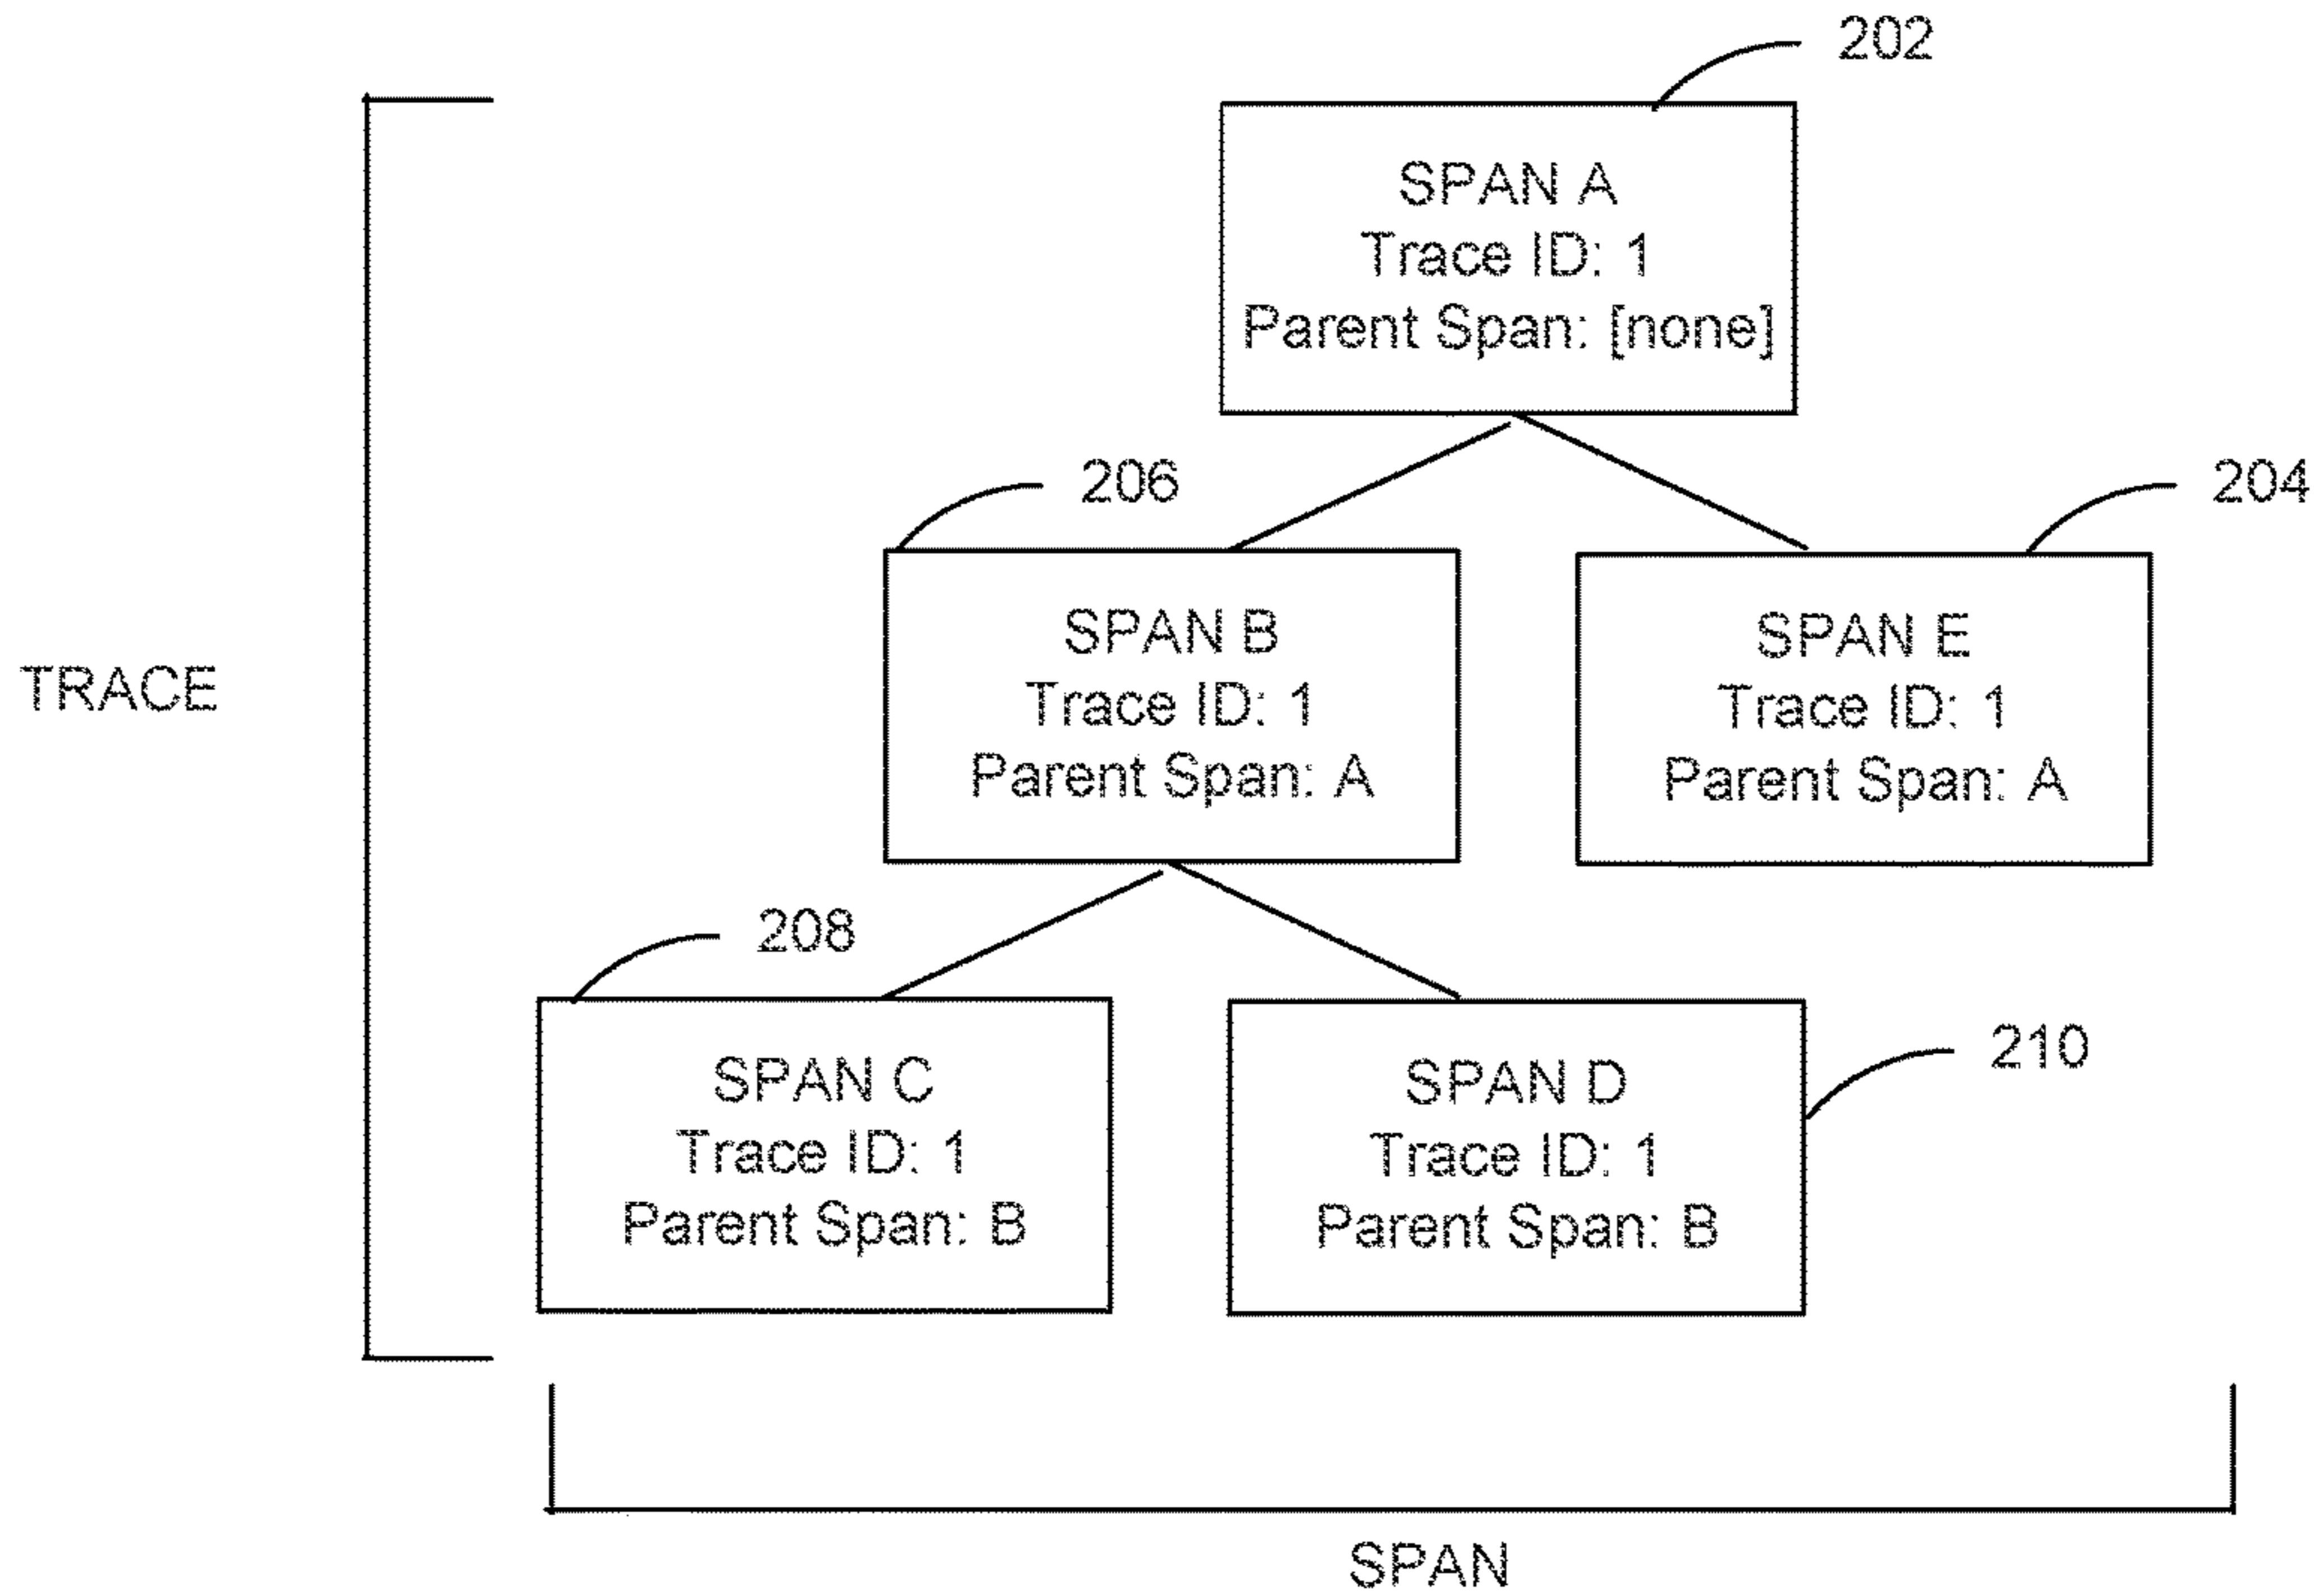 202
SPAN A
Trace ID: 1
Parent Span: [none]
206
204
SPAN B
Trace ID: 1
Parent Span: A
SPAN E
Trace ID: 1
Parent Span: A
TRACE
208
SPAN C
Trace ID: 1
Parent Span: B
SPAN D
Trace ID: 1
Parent Span: B
210
SPAN